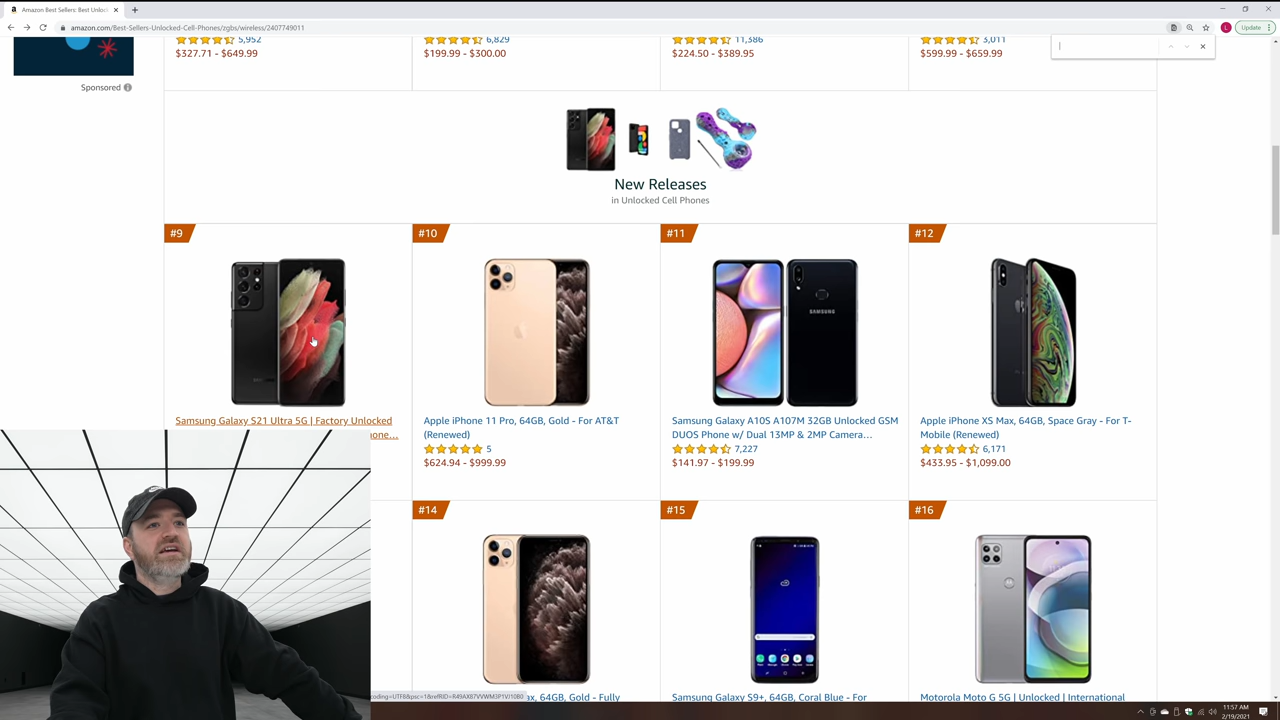 Amazon Best Sellers: Best Unlock
amazon.com/Best-Sellers-Unlocked-Cell-Phones/zgbs/wireless/2407749011
L
Update
5,952
$327.71 - $649.99
6,829
$199.99 - $300.00
11,386
$224.50 - $389.95
3,011
$599.99 - $659.99
Sponsored
New Releases
in Unlocked Cell Phones
#9
Samsung Galaxy S21 Ultra 5G | Factory Unlocked
one...
#10
Apple iPhone 11 Pro, 64GB, Gold - For AT&T
(Renewed)
5
$624.94 - $999.99
#11
SAMSUNG
Samsung Galaxy A10S A107M 32GB Unlocked GSM
DUOS Phone w/ Dual 13MP & 2MP Camera...
7,227
$141.97 - $199.99
#12
Apple iPhone XS Max, 64GB, Space Gray - For T-
Mobile (Renewed)
6,171
$433.95 - $1,099.00
#14
ax, 64GB, Gold - Fully
#15
Samsung Galaxy S9+, 64GB, Coral Blue - For
#16
Motorola Moto G 5G | Unlocked | International
11:57 AM
2/19/2021